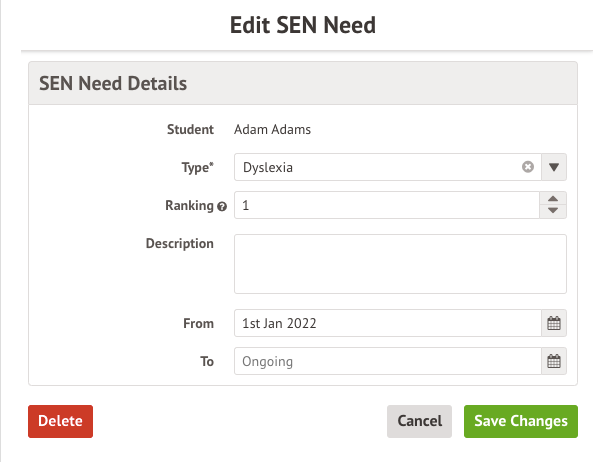 Edit SEN Need
SEN Need Details
Student Adam Adams
Type* Dyslexia
Ranking 1
Description
From 1st Jan 2022
To Ongoing
Delete Cancel Save Changes